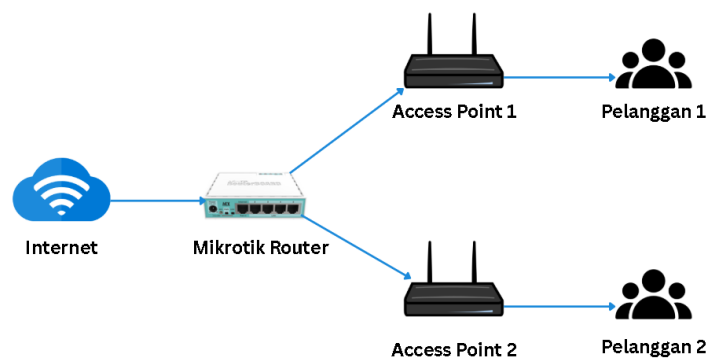 Access Point 1
Pelanggan 1
Internet
Mikrotik Router
Access Point 2
Pelanggan 2